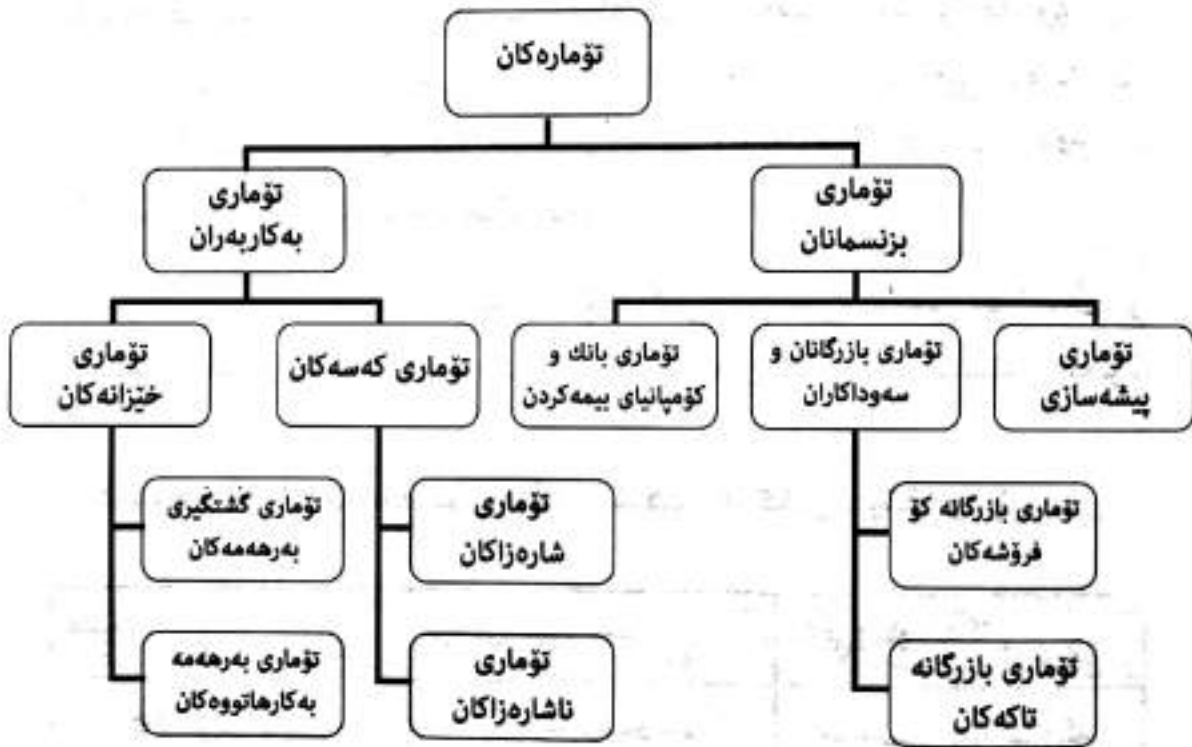 تۆمارەکان
تۆماری
بزنسمانان
تۆماری
بەکاربەران
تۆماری
پیشەسازی
تۆماری بازرگانان و
سەوداکاران
تۆماری بانك و
کۆمپانیای بیمەکردن
تۆماری کەسەکان
تۆماری
خێزانەکان
تۆماری بازرگانە کۆ
فرۆشەکان
تۆماری
شارەزاکان
تۆماری گشتگیری
بەرهەمەکان
تۆماری بازرگانە
تاکەکان
تۆماری
ناشارەزاکان
تۆماری بەرهەمە
بەکارهاتووەکان